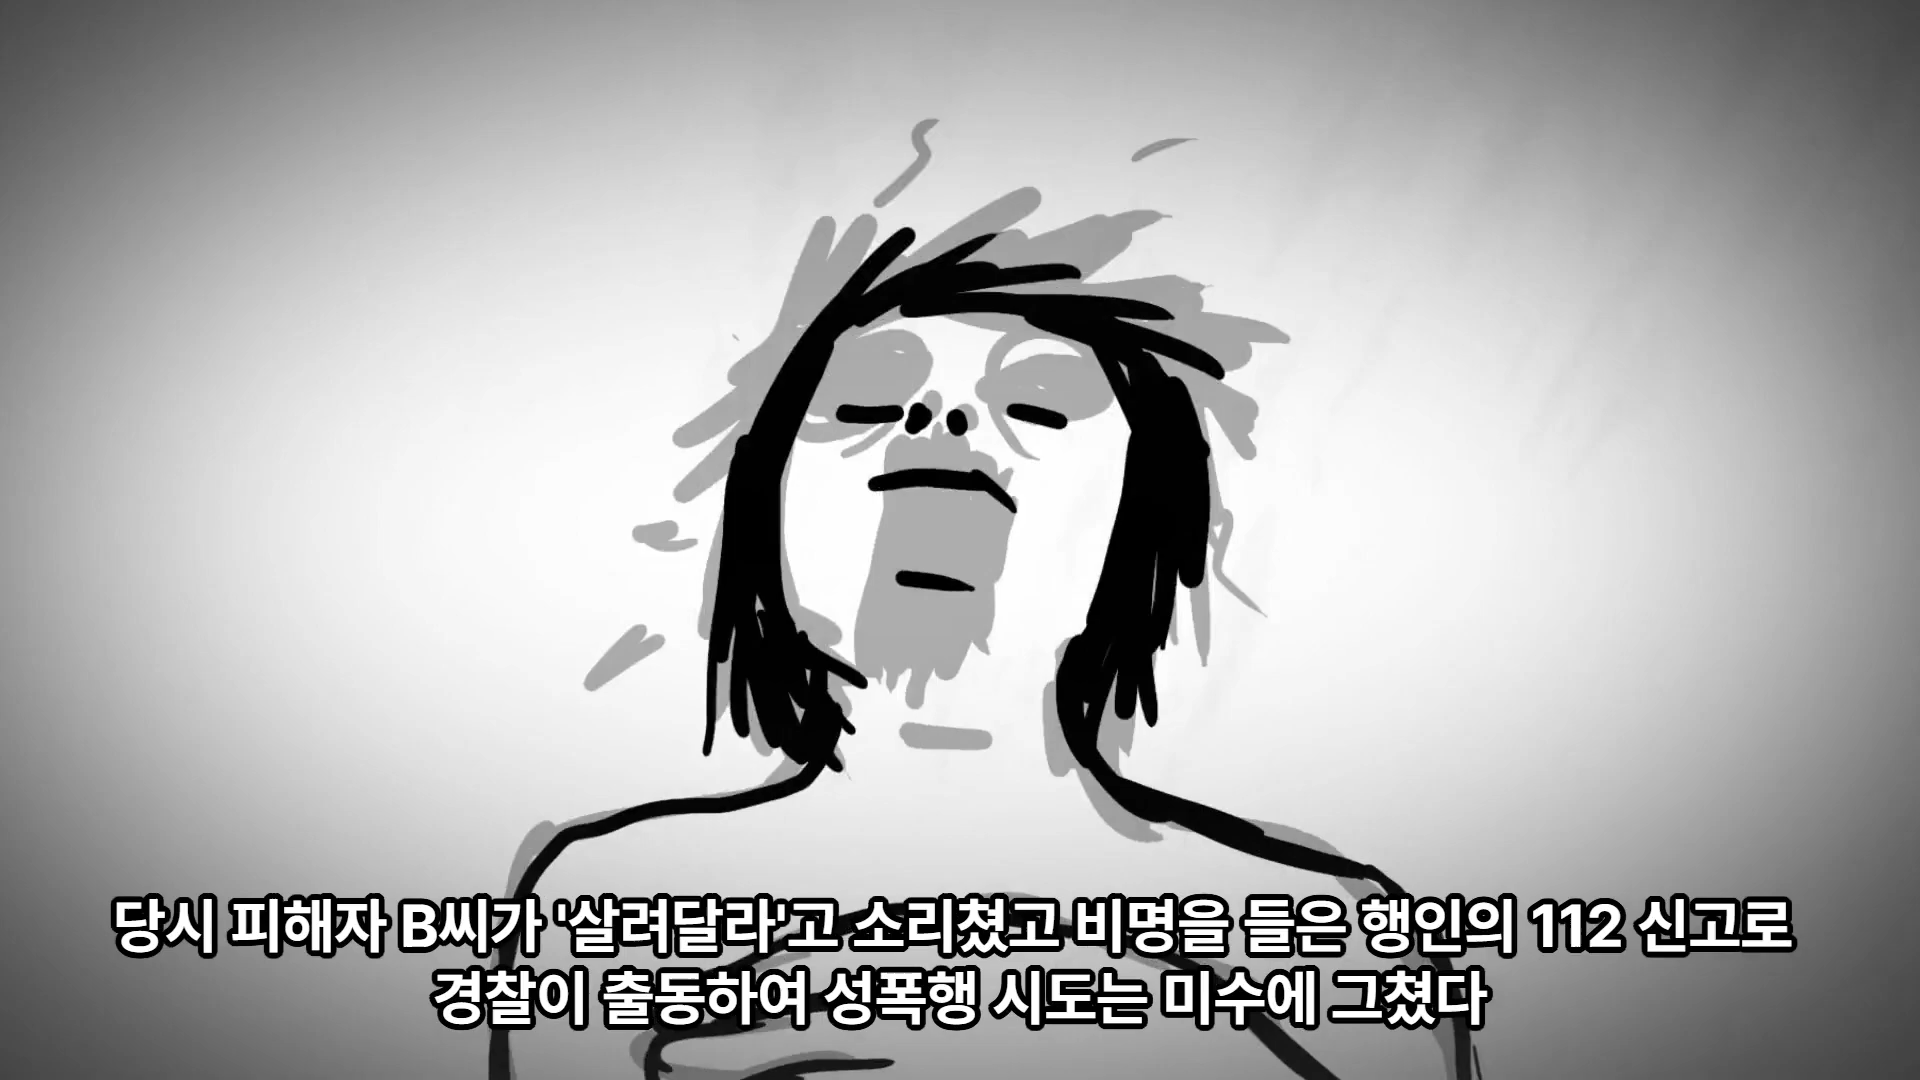 당시 피해자 B씨가 '살려달라'고 소리쳤고 비명을 들은 행인의 112 신고로
경찰이 출동하여 성폭행 시도는 미수에 그쳤다